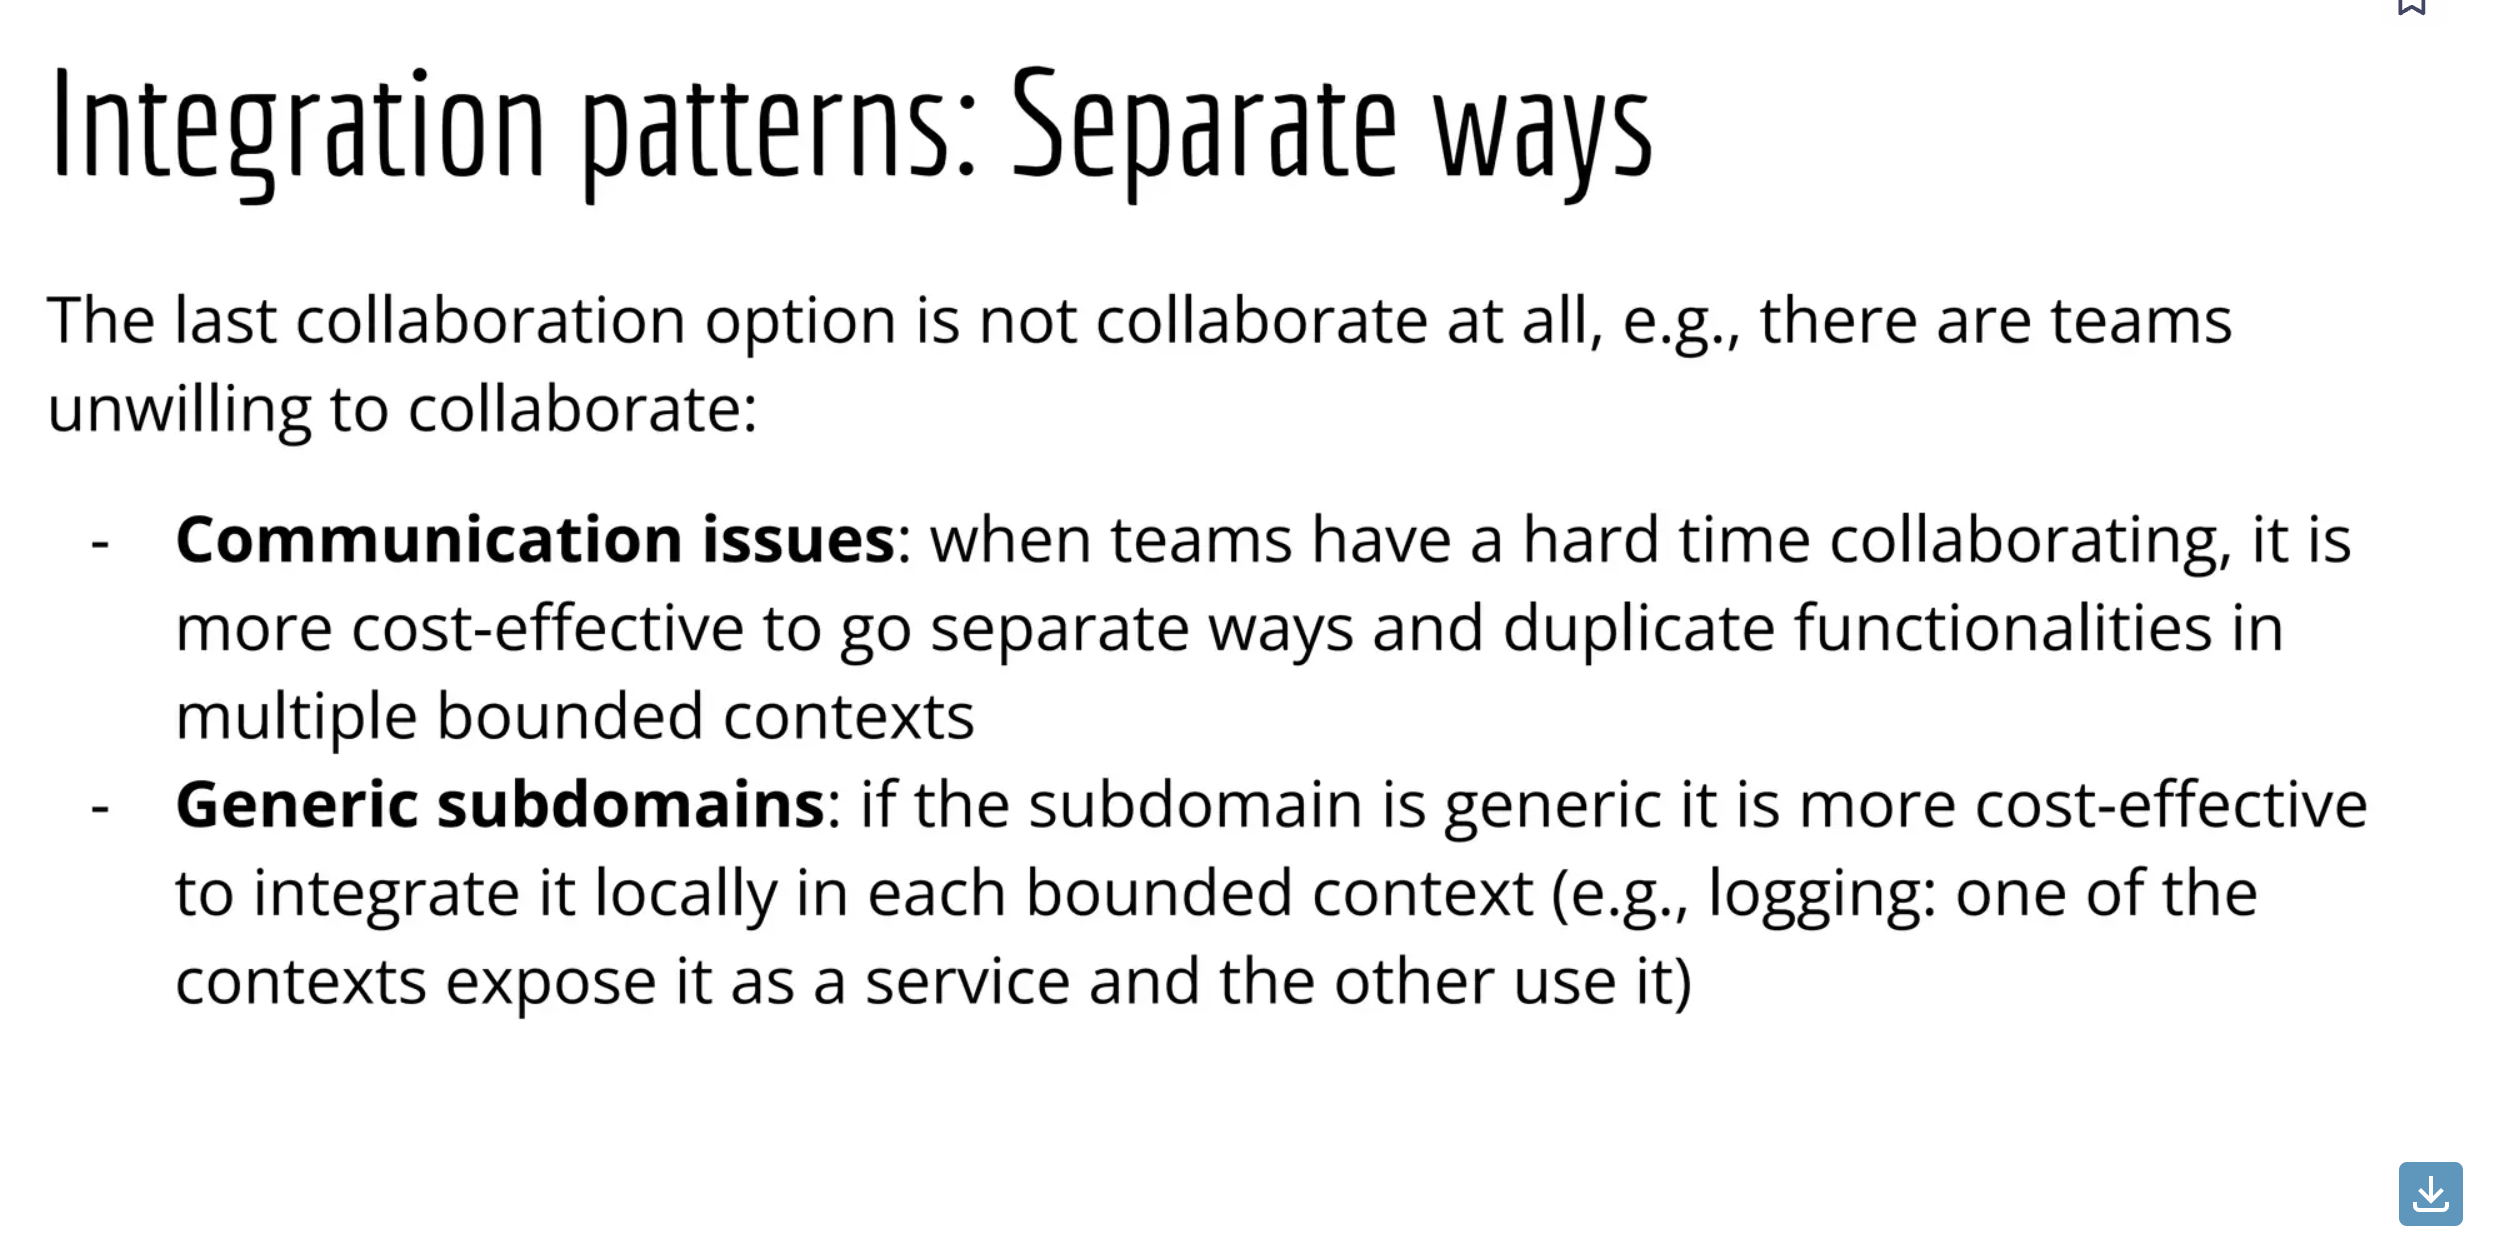 Integration patterns: Separate ways
The last collaboration option is not collaborate at all, e.g., there are teams
unwilling to collaborate:
- Communication issues: when teams have a hard time collaborating, it is
more cost-effective to go separate ways and duplicate functionalities in
multiple bounded contexts
- Generic subdomains: if the subdomain is generic it is more cost-effective
to integrate it locally in each bounded context (e.g., logging: one of the
contexts expose it as a service and the other use it)